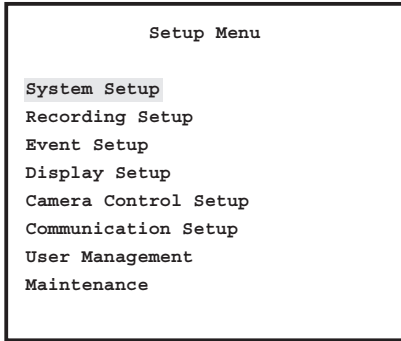 Setup Menu
System Setup
Recording Setup
Event Setup
Display Setup
Camera Control Setup
Communication Setup
User Management
Maintenance